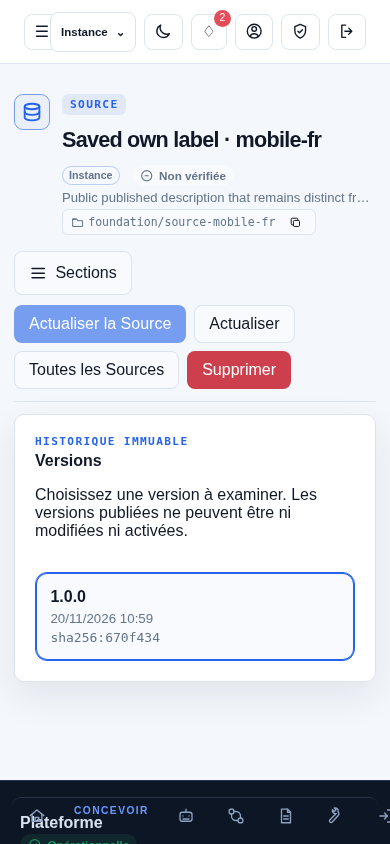 Instance
2
SOURCE
Saved own label · mobile-fr
Instance
Non vérifiée
Public published description that remains distinct fr…
foundation/source-mobile-fr
Sections
Actualiser la Source
Actualiser
Toutes les Sources
Supprimer
HISTORIQUE IMMUABLE
Versions
Choisissez une version à examiner. Les
versions publiées ne peuvent être ni
modifiées ni activées.
1.0.0
20/11/2026 10:59
sha256:670f434
CONCEVOIR
Plateforme
Opérationnelle